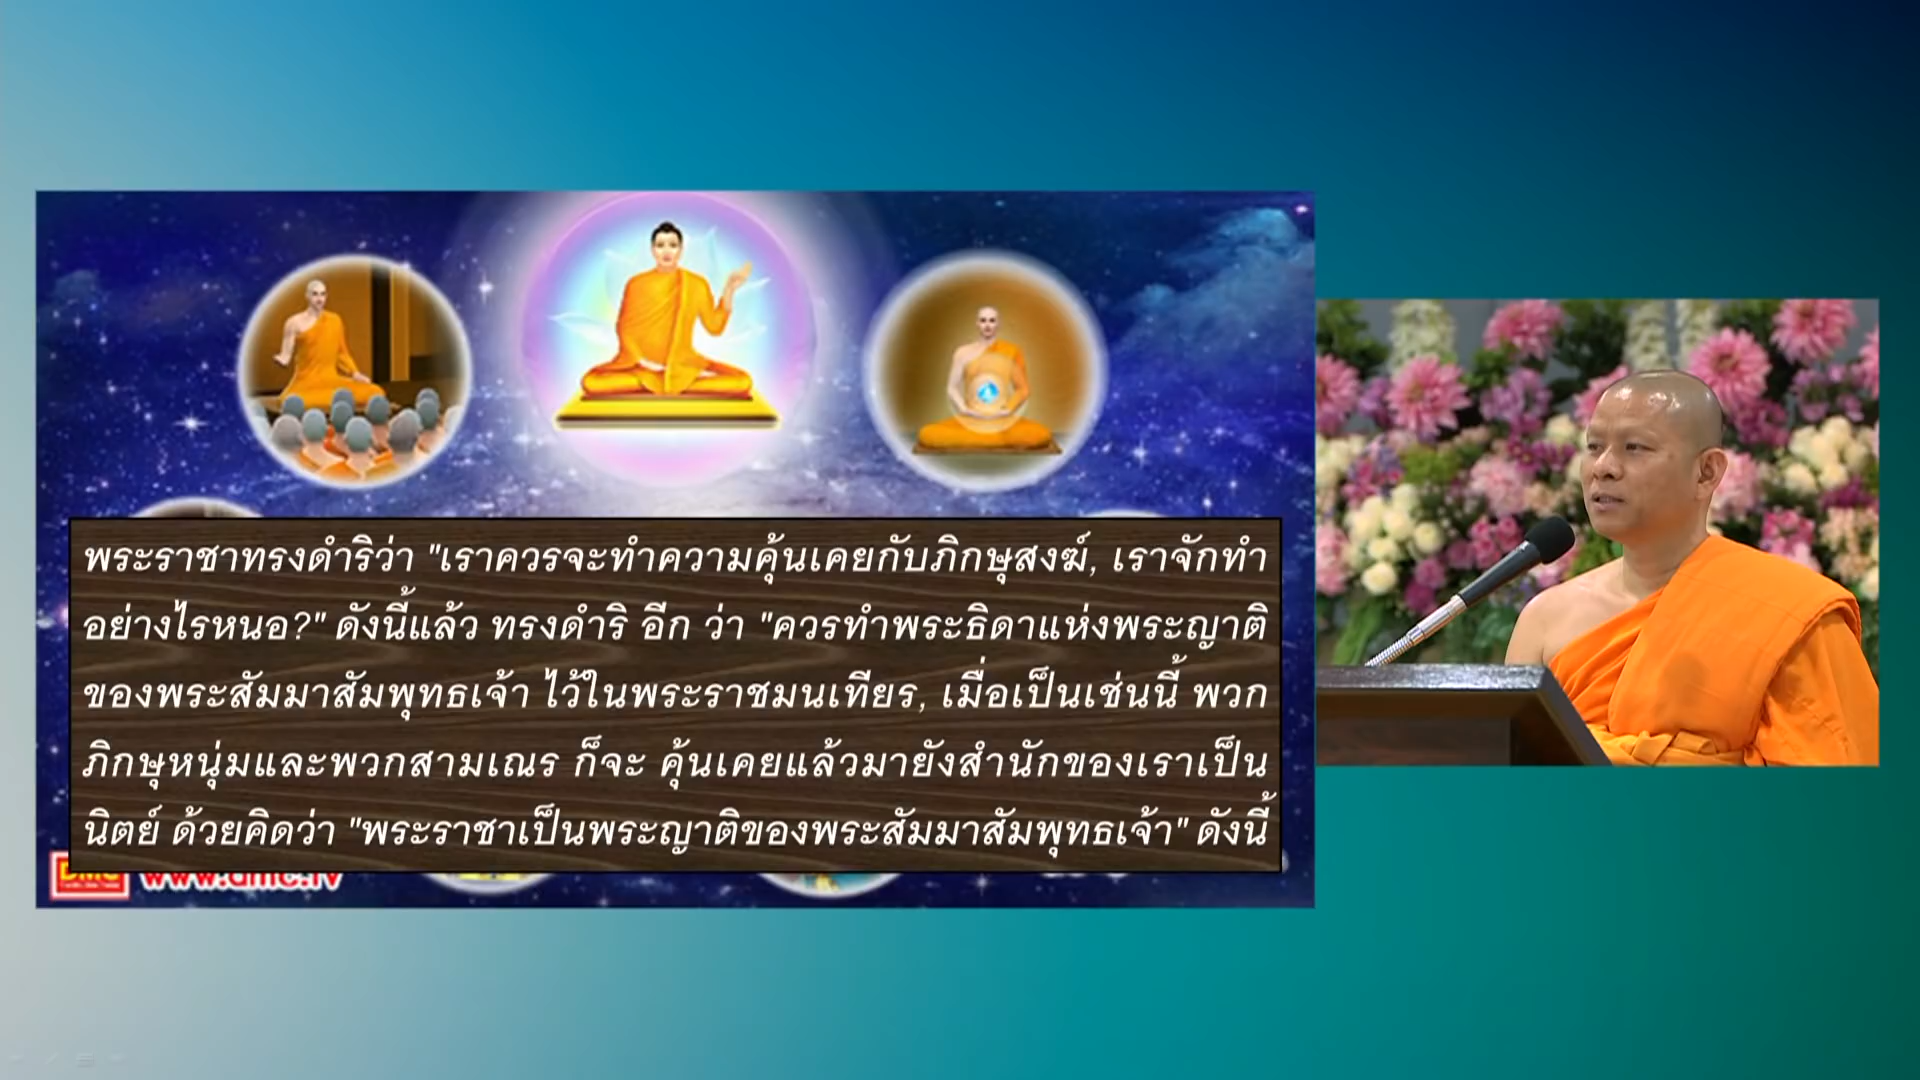 พระราชาทรงดำริว่า "เราควรจะทำความคุ้นเคยกับภิกษุสงฆ์, เราจักทำ
อย่างไรหนอ?" ดังนี้แล้ว ทรงดำริ อีก ว่า "ควรทำพระธิดาแห่งพระญาติ
ของพระสัมมาสัมพุทธเจ้า ไว้ในพระราชมนเทียร, เมื่อเป็นเช่นนี้ พวก
ภิกษุหนุ่มและพวกสามเณร ก็จะ คุ้นเคยแล้วมายังสำนักของเราเป็น
นิตย์ ด้วยคิดว่า "พระราชาเป็นพระญาติของพระสัมมาสัมพุทธเจ้า" ดังนี้
DMC www.dmc.tv